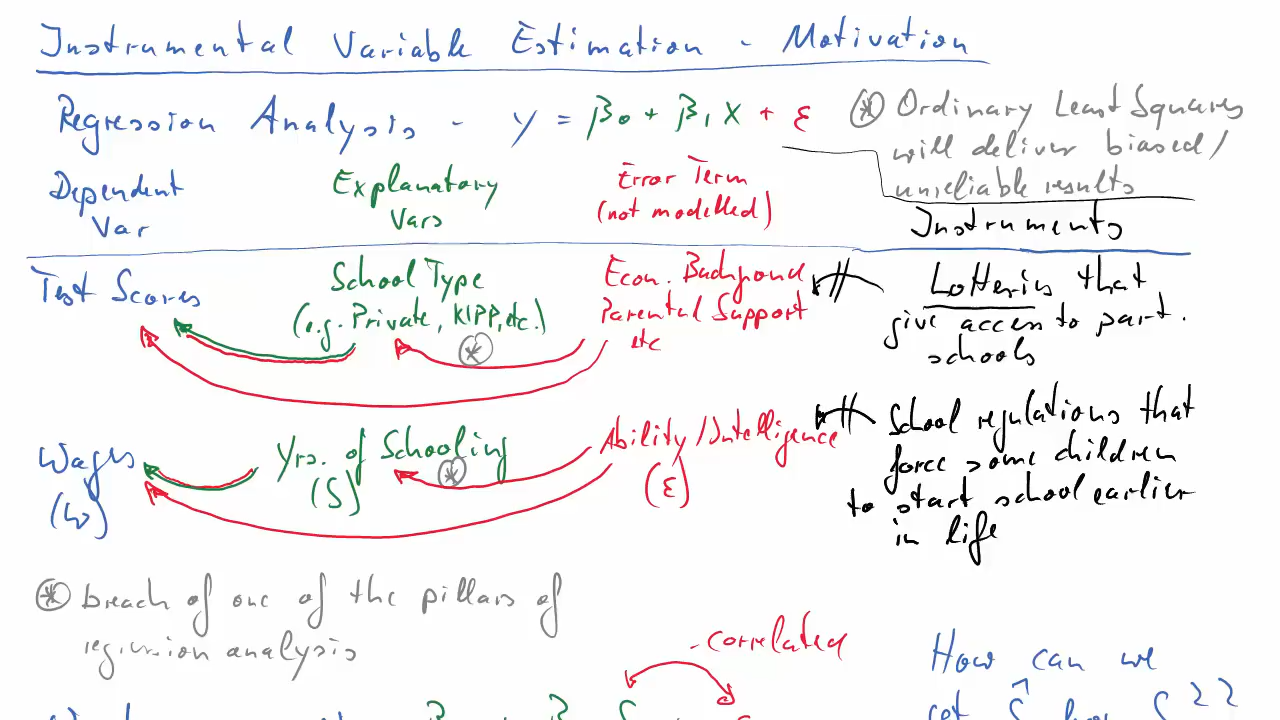 Instrumental Variable Estimation - Motivation
Regression Analysis - y = β₀ + β₁ X + ε
⊛ Ordinary Least Squares
will deliver biased/
unreliable results
Dependent
Var
Explanatory
Vars
Error Term
(not modelled)
Instruments
Test Scores
School Type
(e.g. Private, KIPP, etc.)
Econ. Background
Parental Support
etc
Lotteries that
give access to part.
schools
⊛
Wages
(W)
Yrs. of Schooling
(S)
Ability/Intelligence
(ε)
School regulations that
force some children
to start school earlier
in life
⊛
⊛ breach of one of the pillars of
regression analysis
correlated
How can we